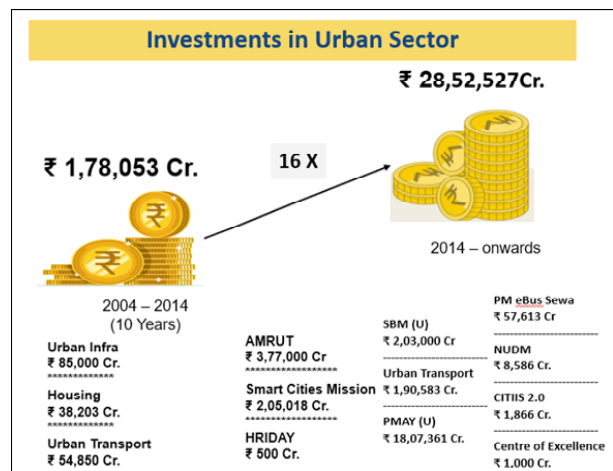 Investments in Urban Sector
₹ 28,52,527Cr.
16 X
₹ 1,78,053 Cr.
2014 – onwards
2004 – 2014
(10 Years)
Urban Infra
₹ 85,000 Cr.
*************
Housing
₹ 38,203 Cr.
*************
Urban Transport
₹ 54,850 Cr.
AMRUT
₹ 3,77,000 Cr
******************
Smart Cities Mission
₹ 2,05,018 Cr.
******************
HRIDAY
₹ 500 Cr.
SBM (U)
₹ 2,03,000 Cr
-------------------------
Urban Transport
₹ 1,90,583 Cr.
-------------------------
PMAY (U)
₹ 18,07,361 Cr.
PM eBus Sewa
₹ 57,613 Cr
-------------------------
NUDM
₹ 8,586 Cr.
-------------------------
CITIIS 2.0
₹ 1,866 Cr.
-------------------------
Centre of Excellence
₹ 1,000 Cr.